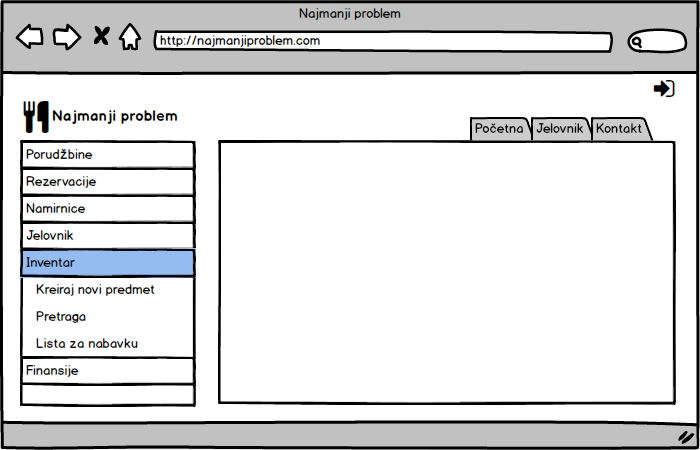 Najmanji problem
http://najmanjiproblem.com
Najmanji problem
Početna Jelovnik Kontakt
Porudžbine
Rezervacije
Namirnice
Jelovnik
Inventar
Kreiraj novi predmet
Pretraga
Lista za nabavku
Finansije